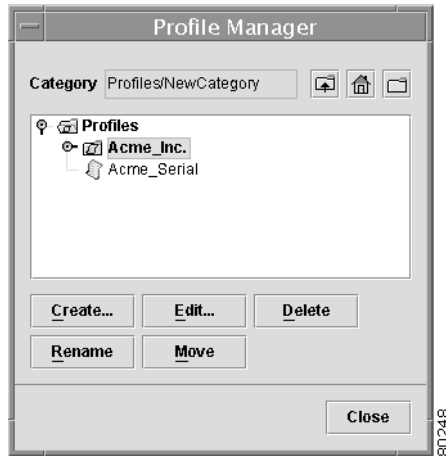 Profile Manager
Category Profiles/NewCategory
Profiles
Acme_Inc.
Acme_Serial
Create... Edit... Delete
Rename Move
Close
80248